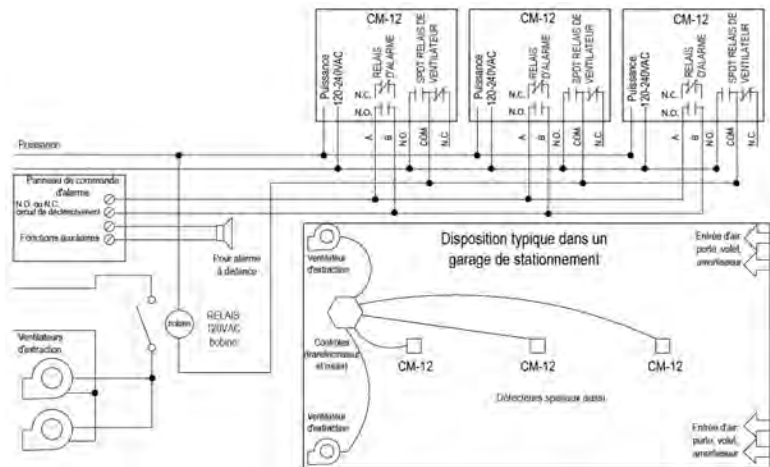 CM-12
Puissance
120-240VAC
RELAIS
D'ALARME
SPDT RELAIS DE
VENTILATEUR
N.C.
N.O.
A
B
N.O.
COM
N.C.
CM-12
Puissance
120-240VAC
RELAIS
D'ALARME
SPDT RELAIS DE
VENTILATEUR
N.C.
N.O.
A
B
N.O.
COM
N.C.
CM-12
Puissance
120-240VAC
RELAIS
D'ALARME
SPDT RELAIS DE
VENTILATEUR
N.C.
N.O.
A
B
N.O.
COM
N.C.
Puissance
Panneau de commande
d'alarme
N.O. ou N.C.
circuit de déclenchement
Fonctions auxiliaires
Pour alarme
à distance
bobine
RELAIS
120VAC
bobine
Ventilateurs
d'extraction
Ventilateur
d'extraction
Disposition typique dans un
garage de stationnement
Entrée d'air
porte, volet,
amortisseur
Contrôles
(transformateur
et relais)
CM-12
CM-12
CM-12
Détecteurs spéciaux aussi
Ventilateur
d'extraction
Entrée d'air
porte, volet,
amortisseur